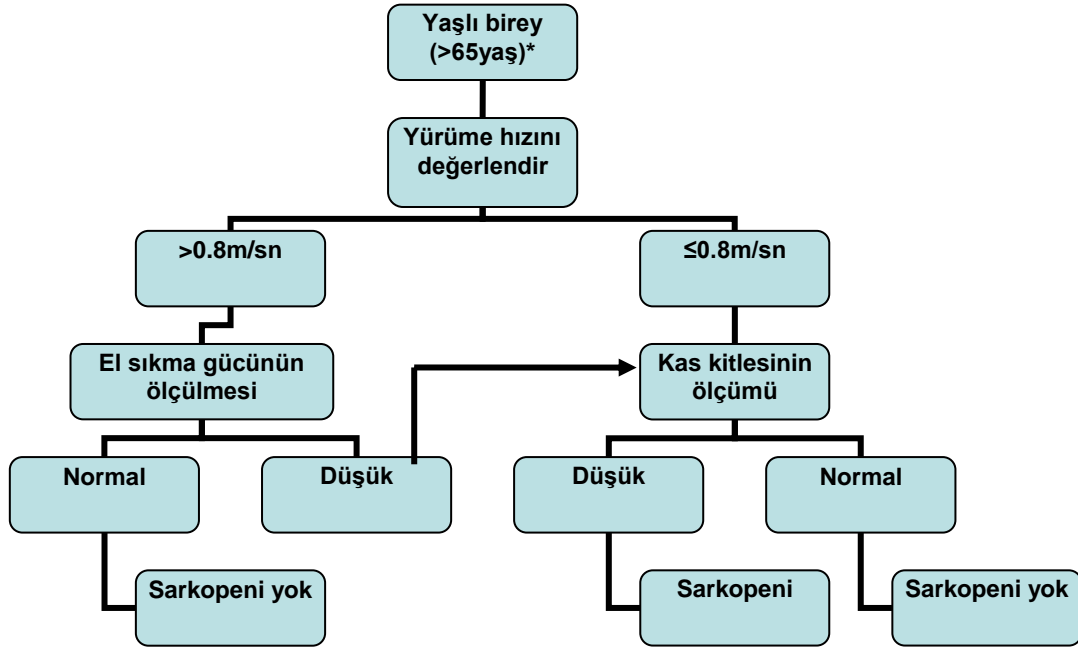 Yaşlı birey
(>65yaş)*
Yürüme hızını
değerlendir
>0.8m/sn
≤0.8m/sn
El sıkma gücünün
ölçülmesi
Kas kitlesinin
ölçümü
Normal
Düşük
Düşük
Normal
Sarkopeni yok
Sarkopeni
Sarkopeni yok